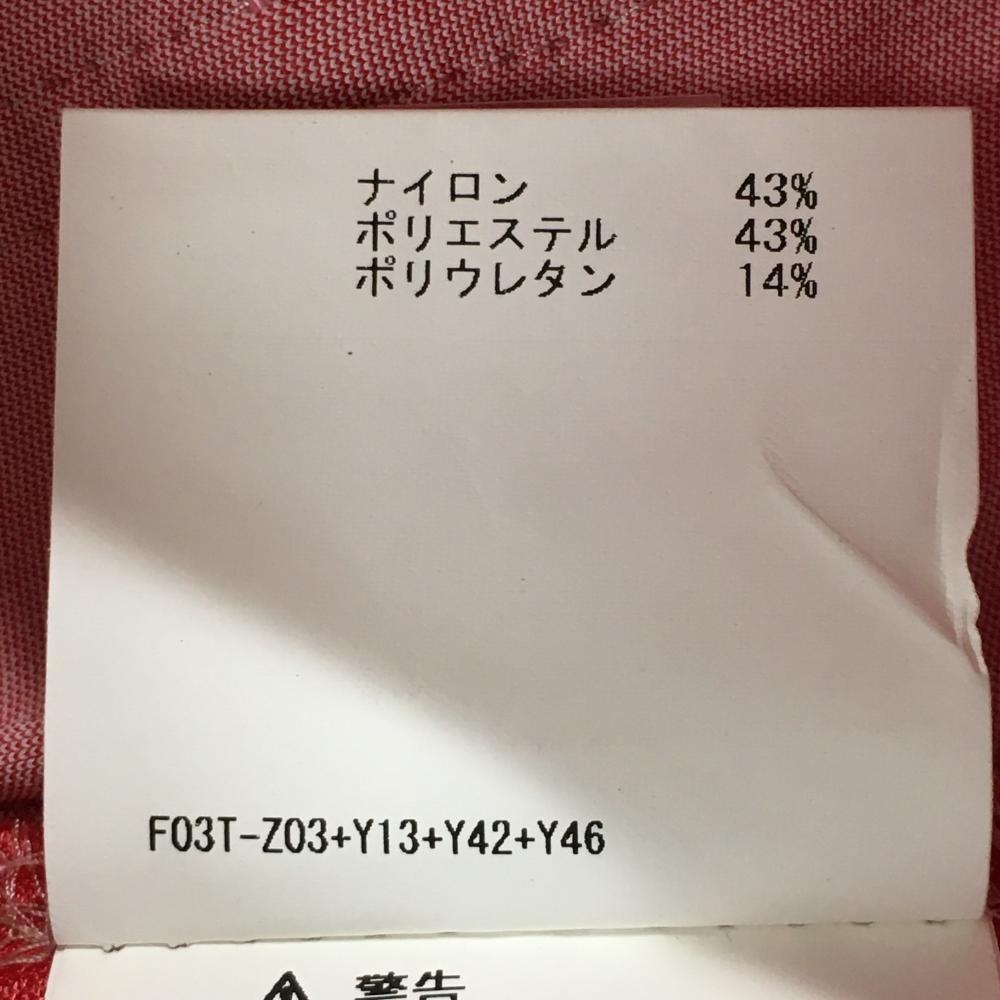 ナイロン 43%
ポリエステル 43%
ポリウレタン 14%
F03T-Z03+Y13+Y42+Y46
警告